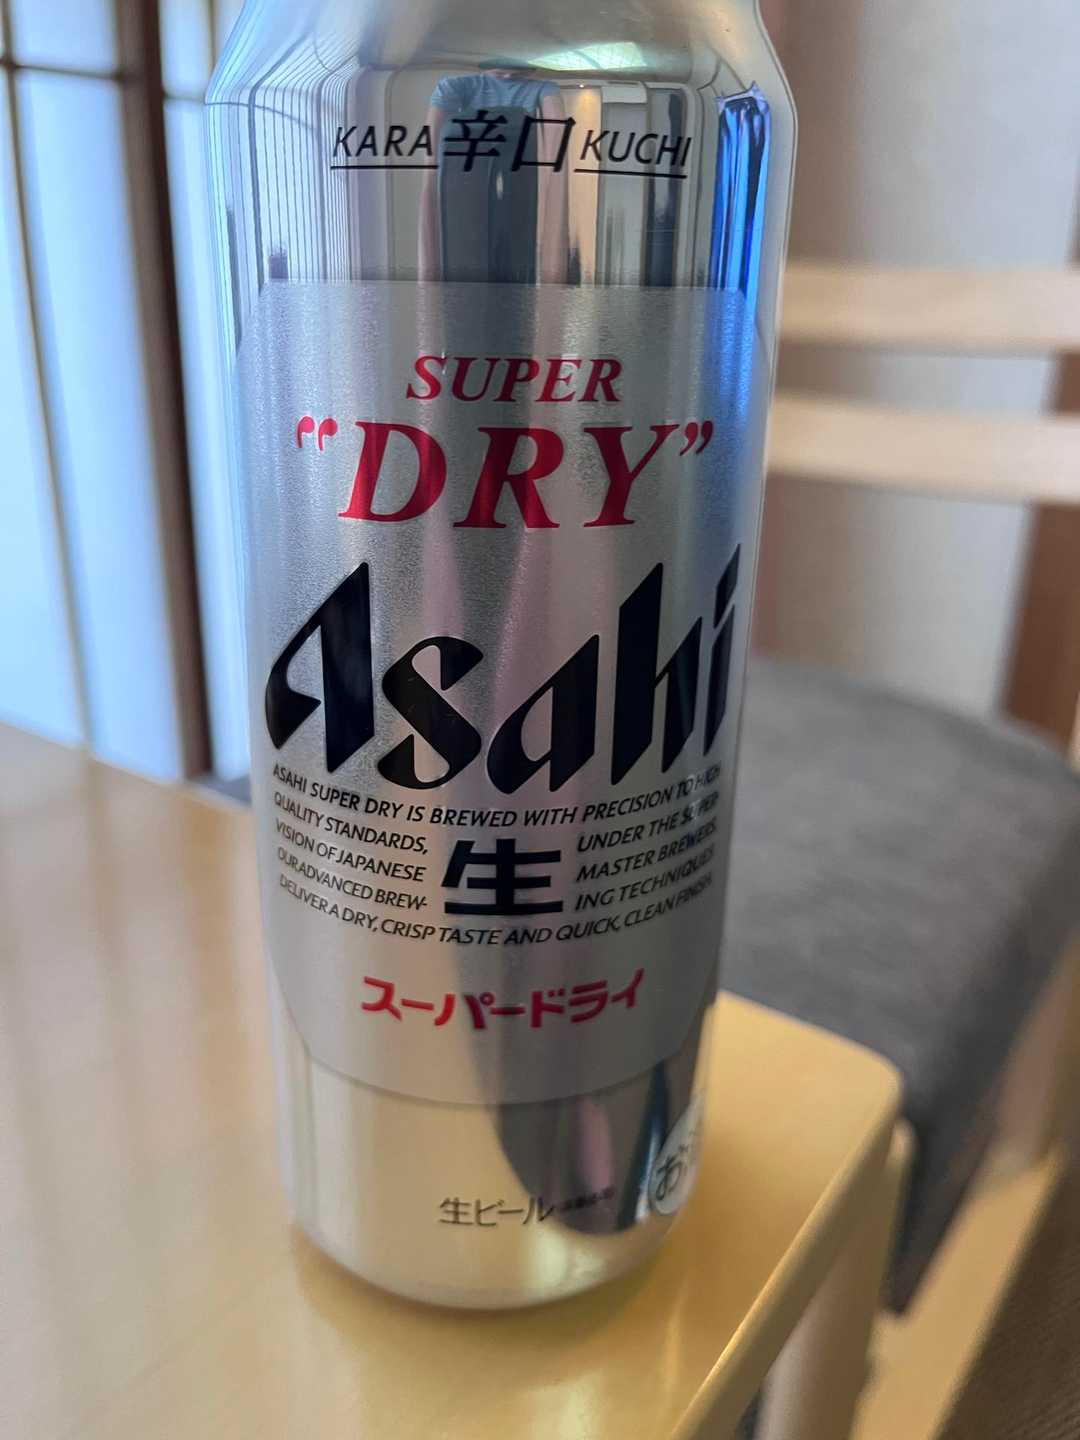 KARA 辛口 KUCHI
SUPER
"DRY"
Asahi
ASAHI SUPER DRY IS BREWED WITH PRECISION TO HIGH
QUALITY STANDARDS, UNDER THE SUPER-
VISION OF JAPANESE MASTER BREWERS.
OUR ADVANCED BREW- ING TECHNIQUES
DELIVER A DRY, CRISP TASTE AND QUICK, CLEAN FINISH.
生
スーパードライ
生ビール
お